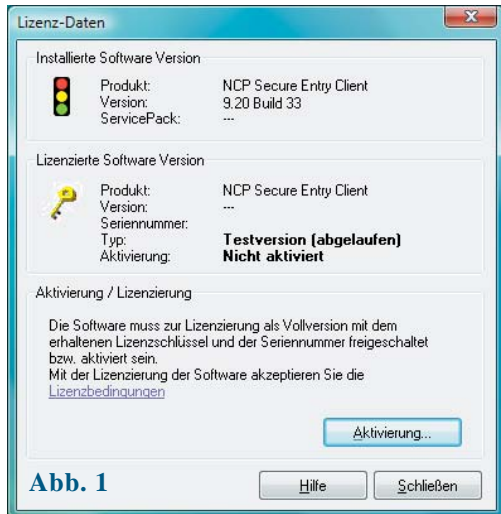 Lizenz-Daten
Installierte Software Version
Produkt: NCP Secure Entry Client
Version: 9.20 Build 33
ServicePack: ---
Lizenzierte Software Version
Produkt: NCP Secure Entry Client
Version: ---
Seriennummer:
Typ: Testversion (abgelaufen)
Aktivierung: Nicht aktiviert
Aktivierung / Lizenzierung
Die Software muss zur Lizenzierung als Vollversion mit dem
erhaltenen Lizenzschlüssel und der Seriennummer freigeschaltet
bzw. aktiviert sein.
Mit der Lizenzierung der Software akzeptieren Sie die
Lizenzbedingungen
Aktivierung...
Abb. 1 Hilfe Schließen